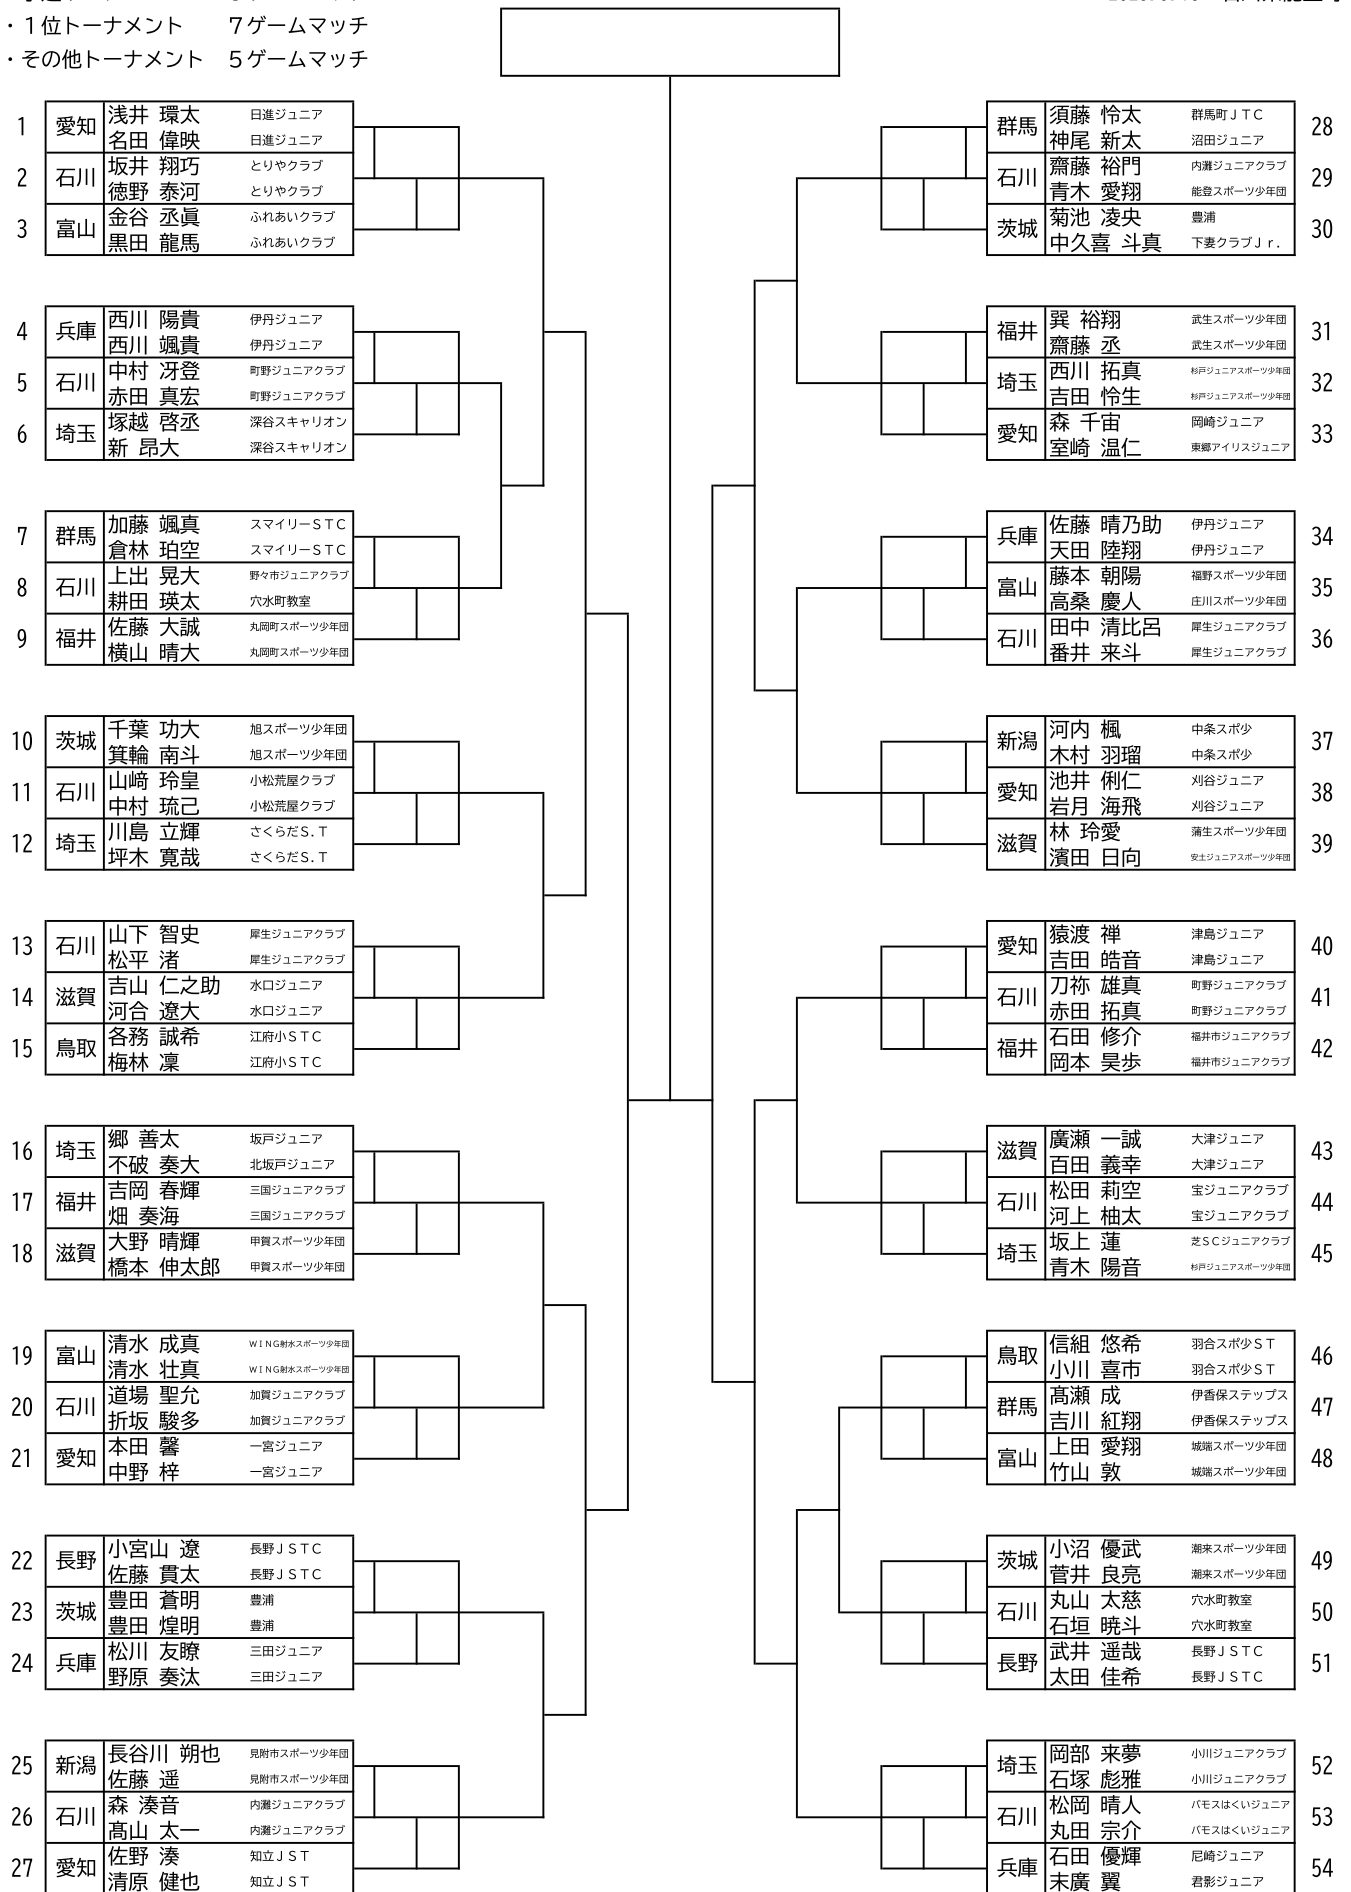 ・１位トーナメント　７ゲームマッチ
・その他トーナメント　５ゲームマッチ
1 愛知 浅井 環太 日進ジュニア
名田 偉映 日進ジュニア
2 石川 坂井 翔巧 とりやクラブ
徳野 泰河 とりやクラブ
3 富山 金谷 丞眞 ふれあいクラブ
黒田 龍馬 ふれあいクラブ
4 兵庫 西川 陽貴 伊丹ジュニア
西川 颯貴 伊丹ジュニア
5 石川 中村 冴登 町野ジュニアクラブ
赤田 真宏 町野ジュニアクラブ
6 埼玉 塚越 啓丞 深谷スキャリオン
新 昂大 深谷スキャリオン
7 群馬 加藤 颯真 スマイリーＳＴＣ
倉林 珀空 スマイリーＳＴＣ
8 石川 上出 晃大 野々市ジュニアクラブ
耕田 瑛太 穴水町教室
9 福井 佐藤 大誠 丸岡町スポーツ少年団
横山 晴大 丸岡町スポーツ少年団
10 茨城 千葉 功大 旭スポーツ少年団
箕輪 南斗 旭スポーツ少年団
11 石川 山﨑 玲皇 小松荒屋クラブ
中村 琉己 小松荒屋クラブ
12 埼玉 川島 立輝 さくらだＳ.Ｔ
坪木 寛哉 さくらだＳ.Ｔ
13 石川 山下 智史 犀生ジュニアクラブ
松平 渚 犀生ジュニアクラブ
14 滋賀 吉山 仁之助 水口ジュニア
河合 遼大 水口ジュニア
15 鳥取 各務 誠希 江府小ＳＴＣ
梅林 凜 江府小ＳＴＣ
16 埼玉 郷 善太 坂戸ジュニア
不破 奏大 北坂戸ジュニア
17 福井 吉岡 春輝 三国ジュニアクラブ
畑 奏海 三国ジュニアクラブ
18 滋賀 大野 晴輝 甲賀スポーツ少年団
橋本 伸太郎 甲賀スポーツ少年団
19 富山 清水 成真 ＷＩＮＧ射水スポーツ少年団
清水 壮真 ＷＩＮＧ射水スポーツ少年団
20 石川 道場 聖允 加賀ジュニアクラブ
折坂 駿多 加賀ジュニアクラブ
21 愛知 本田 馨 一宮ジュニア
中野 梓 一宮ジュニア
22 長野 小宮山 遼 長野ＪＳＴＣ
佐藤 貫太 長野ＪＳＴＣ
23 茨城 豊田 蒼明 豊浦
豊田 煌明 豊浦
24 兵庫 松川 友瞭 三田ジュニア
野原 奏汰 三田ジュニア
25 新潟 長谷川 朔也 見附市スポーツ少年団
佐藤 遥 見附市スポーツ少年団
26 石川 森 湊音 内灘ジュニアクラブ
髙山 太一 内灘ジュニアクラブ
27 愛知 佐野 湊 知立ＪＳＴ
清原 健也 知立ＪＳＴ
群馬 須藤 怜太 群馬町ＪＴＣ 28
神尾 新太 沼田ジュニア
石川 齋藤 裕門 内灘ジュニアクラブ 29
青木 愛翔 能登スポーツ少年団
茨城 菊池 凌央 豊浦 30
中久喜 斗真 下妻クラブＪｒ.
福井 巽 裕翔 武生スポーツ少年団 31
齋藤 丞 武生スポーツ少年団
埼玉 西川 拓真 杉戸ジュニアスポーツ少年団 32
吉田 怜生 杉戸ジュニアスポーツ少年団
愛知 森 千宙 岡崎ジュニア 33
室崎 温仁 東郷アイリスジュニア
兵庫 佐藤 晴乃助 伊丹ジュニア 34
天田 陸翔 伊丹ジュニア
富山 藤本 朝陽 福野スポーツ少年団 35
高桑 慶人 庄川スポーツ少年団
石川 田中 清比呂 犀生ジュニアクラブ 36
番井 来斗 犀生ジュニアクラブ
新潟 河内 楓 中条スポ少 37
木村 羽瑠 中条スポ少
愛知 池井 俐仁 刈谷ジュニア 38
岩月 海飛 刈谷ジュニア
滋賀 林 玲愛 蒲生スポーツ少年団 39
濱田 日向 安土ジュニアスポーツ少年団
愛知 猿渡 禅 津島ジュニア 40
吉田 皓音 津島ジュニア
石川 刀祢 雄真 町野ジュニアクラブ 41
赤田 拓真 町野ジュニアクラブ
福井 石田 修介 福井市ジュニアクラブ 42
岡本 昊歩 福井市ジュニアクラブ
滋賀 廣瀬 一誠 大津ジュニア 43
百田 義幸 大津ジュニア
石川 松田 莉空 宝ジュニアクラブ 44
河上 柚太 宝ジュニアクラブ
埼玉 坂上 蓮 芝ＳＣジュニアクラブ 45
青木 陽音 杉戸ジュニアスポーツ少年団
鳥取 信組 悠希 羽合スポ少ＳＴ 46
小川 喜市 羽合スポ少ＳＴ
群馬 髙瀬 成 伊香保ステップス 47
吉川 紅翔 伊香保ステップス
富山 上田 愛翔 城端スポーツ少年団 48
竹山 敦 城端スポーツ少年団
茨城 小沼 優武 潮来スポーツ少年団 49
菅井 良亮 潮来スポーツ少年団
石川 丸山 太慈 穴水町教室 50
石垣 暁斗 穴水町教室
長野 武井 遥哉 長野ＪＳＴＣ 51
太田 佳希 長野ＪＳＴＣ
埼玉 岡部 来夢 小川ジュニアクラブ 52
石塚 彪雅 小川ジュニアクラブ
石川 松岡 晴人 バモスはくいジュニア 53
丸田 宗介 バモスはくいジュニア
兵庫 石田 優輝 尼崎ジュニア 54
末廣 翼 君影ジュニア